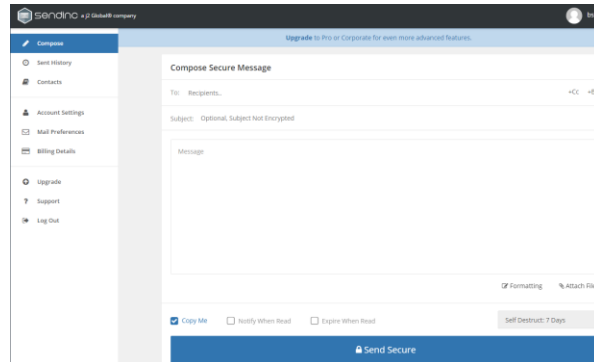 sendinc a j2 Global® company
bs
Compose
Sent History
Contacts
Account Settings
Mail Preferences
Billing Details
Upgrade
Support
Log Out
Upgrade to Pro or Corporate for even more advanced features.
Compose Secure Message
To: Recipients..
+CC
Subject: Optional, Subject Not Encrypted
Message
Formatting
Attach File
Copy Me
Notify When Read
Expire When Read
Self Destruct: 7 Days
Send Secure